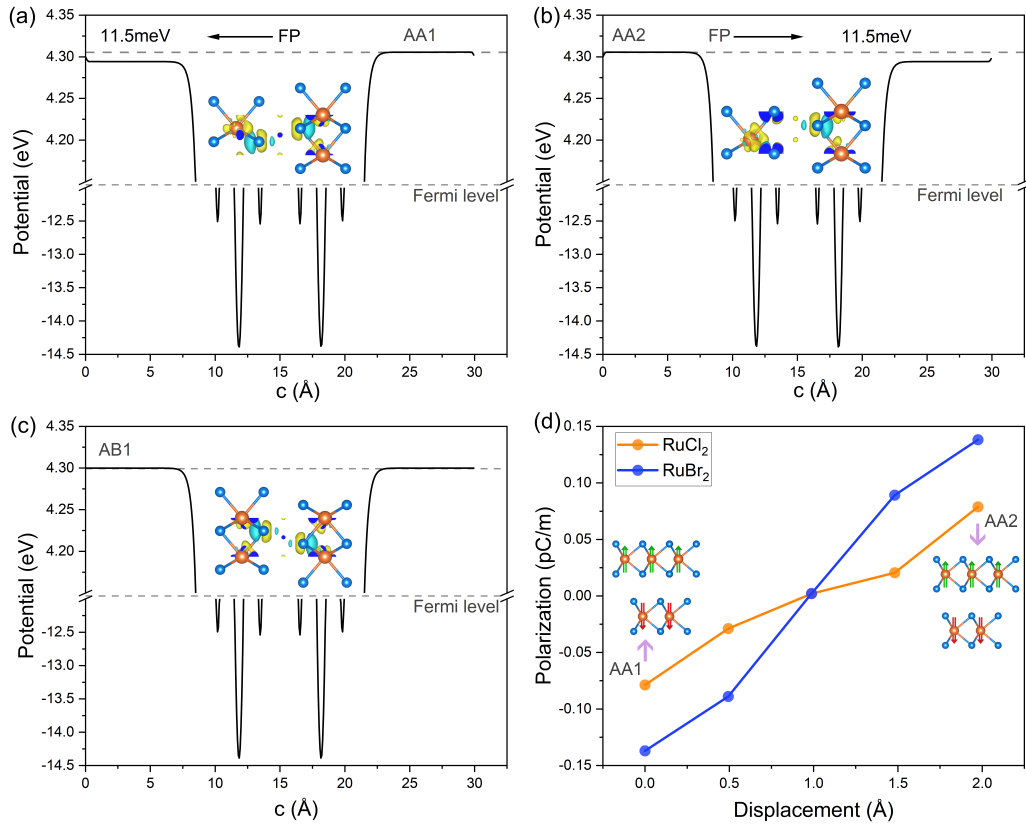 (a)
4.35
4.30
4.25
4.20
-12.5
-13.0
-13.5
-14.0
-14.5
Potential (eV)
11.5meV
FP
AA1
Fermi level
0 5 10 15 20 25 30
c (Å)
(b)
4.35
4.30
4.25
4.20
-12.5
-13.0
-13.5
-14.0
-14.5
Potential (eV)
AA2
FP
11.5meV
Fermi level
0 5 10 15 20 25 30
c (Å)
(c)
4.35
4.30
4.25
4.20
-12.5
-13.0
-13.5
-14.0
-14.5
Potential (eV)
AB1
Fermi level
0 5 10 15 20 25 30
c (Å)
(d)
0.15
0.10
0.05
0.00
-0.05
-0.10
-0.15
Polarization (pC/m)
RuCl₂
RuBr₂
AA2
AA1
0.0 0.5 1.0 1.5 2.0
Displacement (Å)